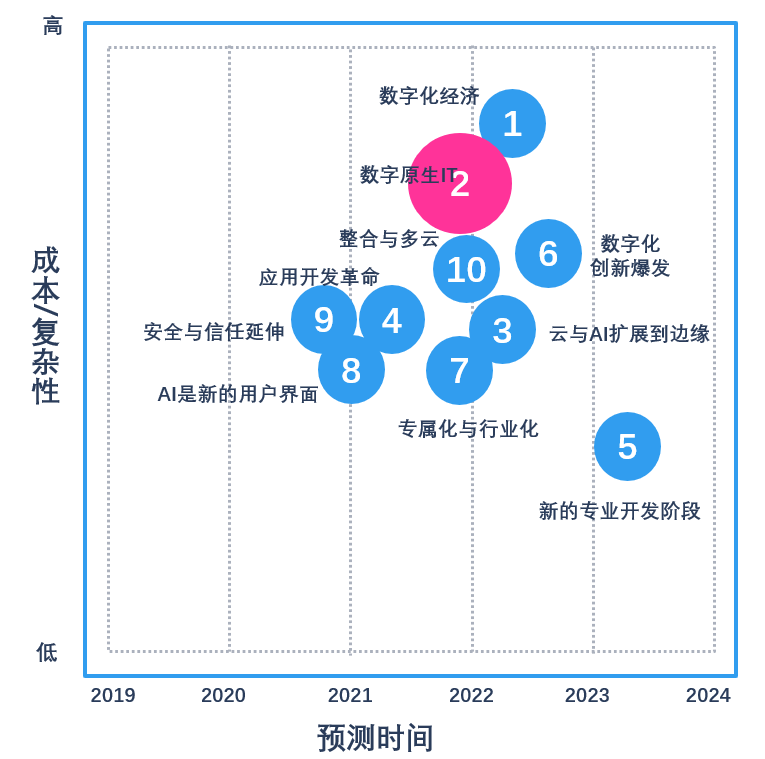 高
数字化经济
1
数字原生IT
2
整合与多云
10
6
数字化
创新爆发
应用开发革命
9
4
3
安全与信任延伸
云与AI扩展到边缘
8
7
AI是新的用户界面
专属化与行业化
5
新的专业开发阶段
成本/复杂性
低
2019
2020
2021
2022
2023
2024
预测时间